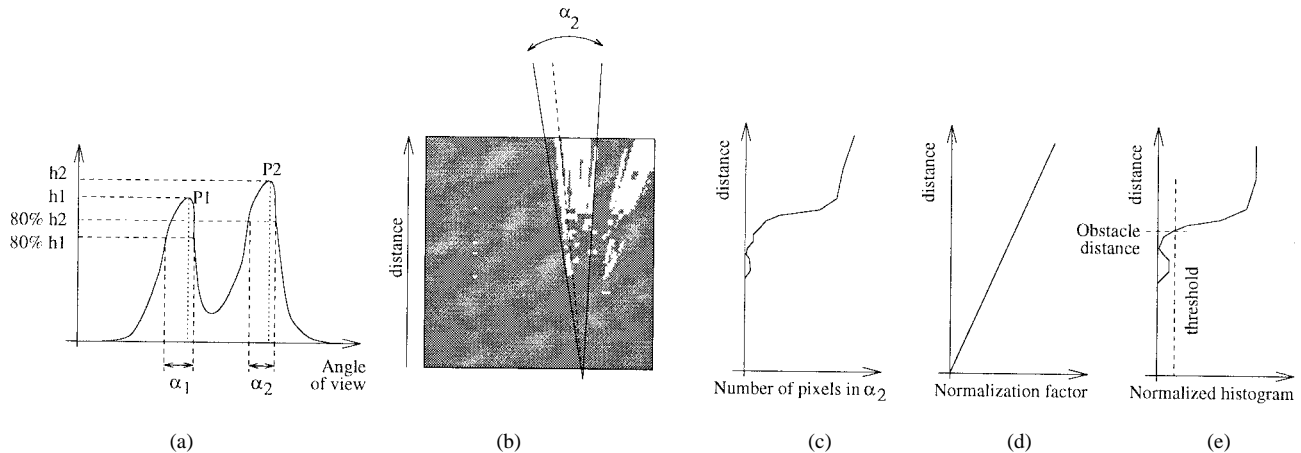 h2
h1
80% h2
80% h1
P1
P2
Angle
of view
α1
α2
(a)
α2
distance
(b)
distance
Number of pixels in α2
(c)
distance
Normalization factor
(d)
distance
Obstacle
distance
threshold
Normalized histogram
(e)